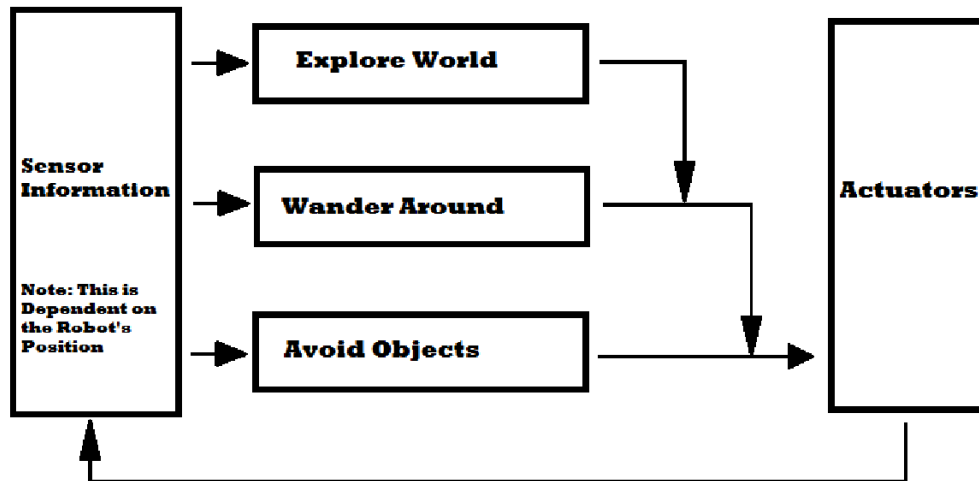 Sensor
Information
Note: This is
Dependent on
the Robot's
Position
Explore World
Wander Around
Avoid Objects
Actuators